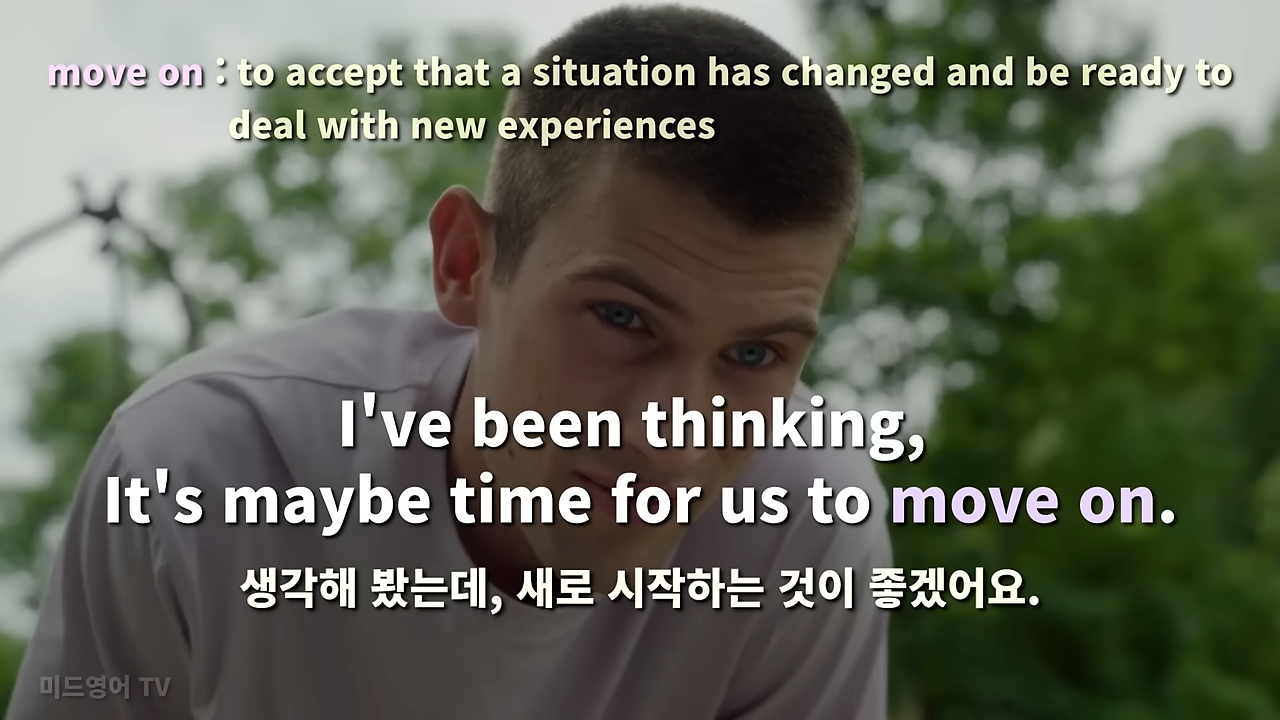 move on : to accept that a situation has changed and be ready to
deal with new experiences
I've been thinking,
It's maybe time for us to move on.
생각해 봤는데, 새로 시작하는 것이 좋겠어요.
미드영어 TV